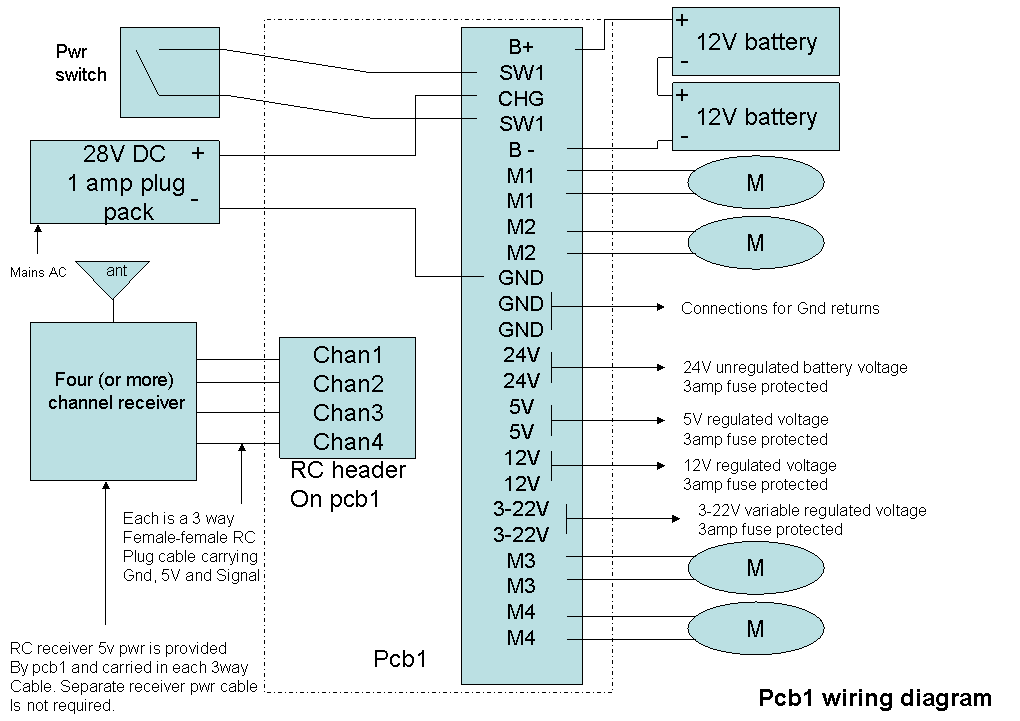 Pwr
switch
28V DC
+
1 amp plug
-
pack
Mains AC
ant
Four (or more)
channel receiver
Chan1
Chan2
Chan3
Chan4
RC header
On pcb1
Each is a 3 way
Female-female RC
Plug cable carrying
Gnd, 5V and Signal
RC receiver 5v pwr is provided
By pcb1 and carried in each 3way
Cable. Separate receiver pwr cable
Is not required.
Pcb1
B+
SW1
CHG
SW1
B -
M1
M1
M2
M2
GND
GND
GND
24V
24V
5V
5V
12V
12V
3-22V
3-22V
M3
M3
M4
M4
+
12V battery
-
+
12V battery
-
M
M
Connections for Gnd returns
24V unregulated battery voltage
3amp fuse protected
5V regulated voltage
3amp fuse protected
12V regulated voltage
3amp fuse protected
3-22V variable regulated voltage
3amp fuse protected
M
M
Pcb1 wiring diagram